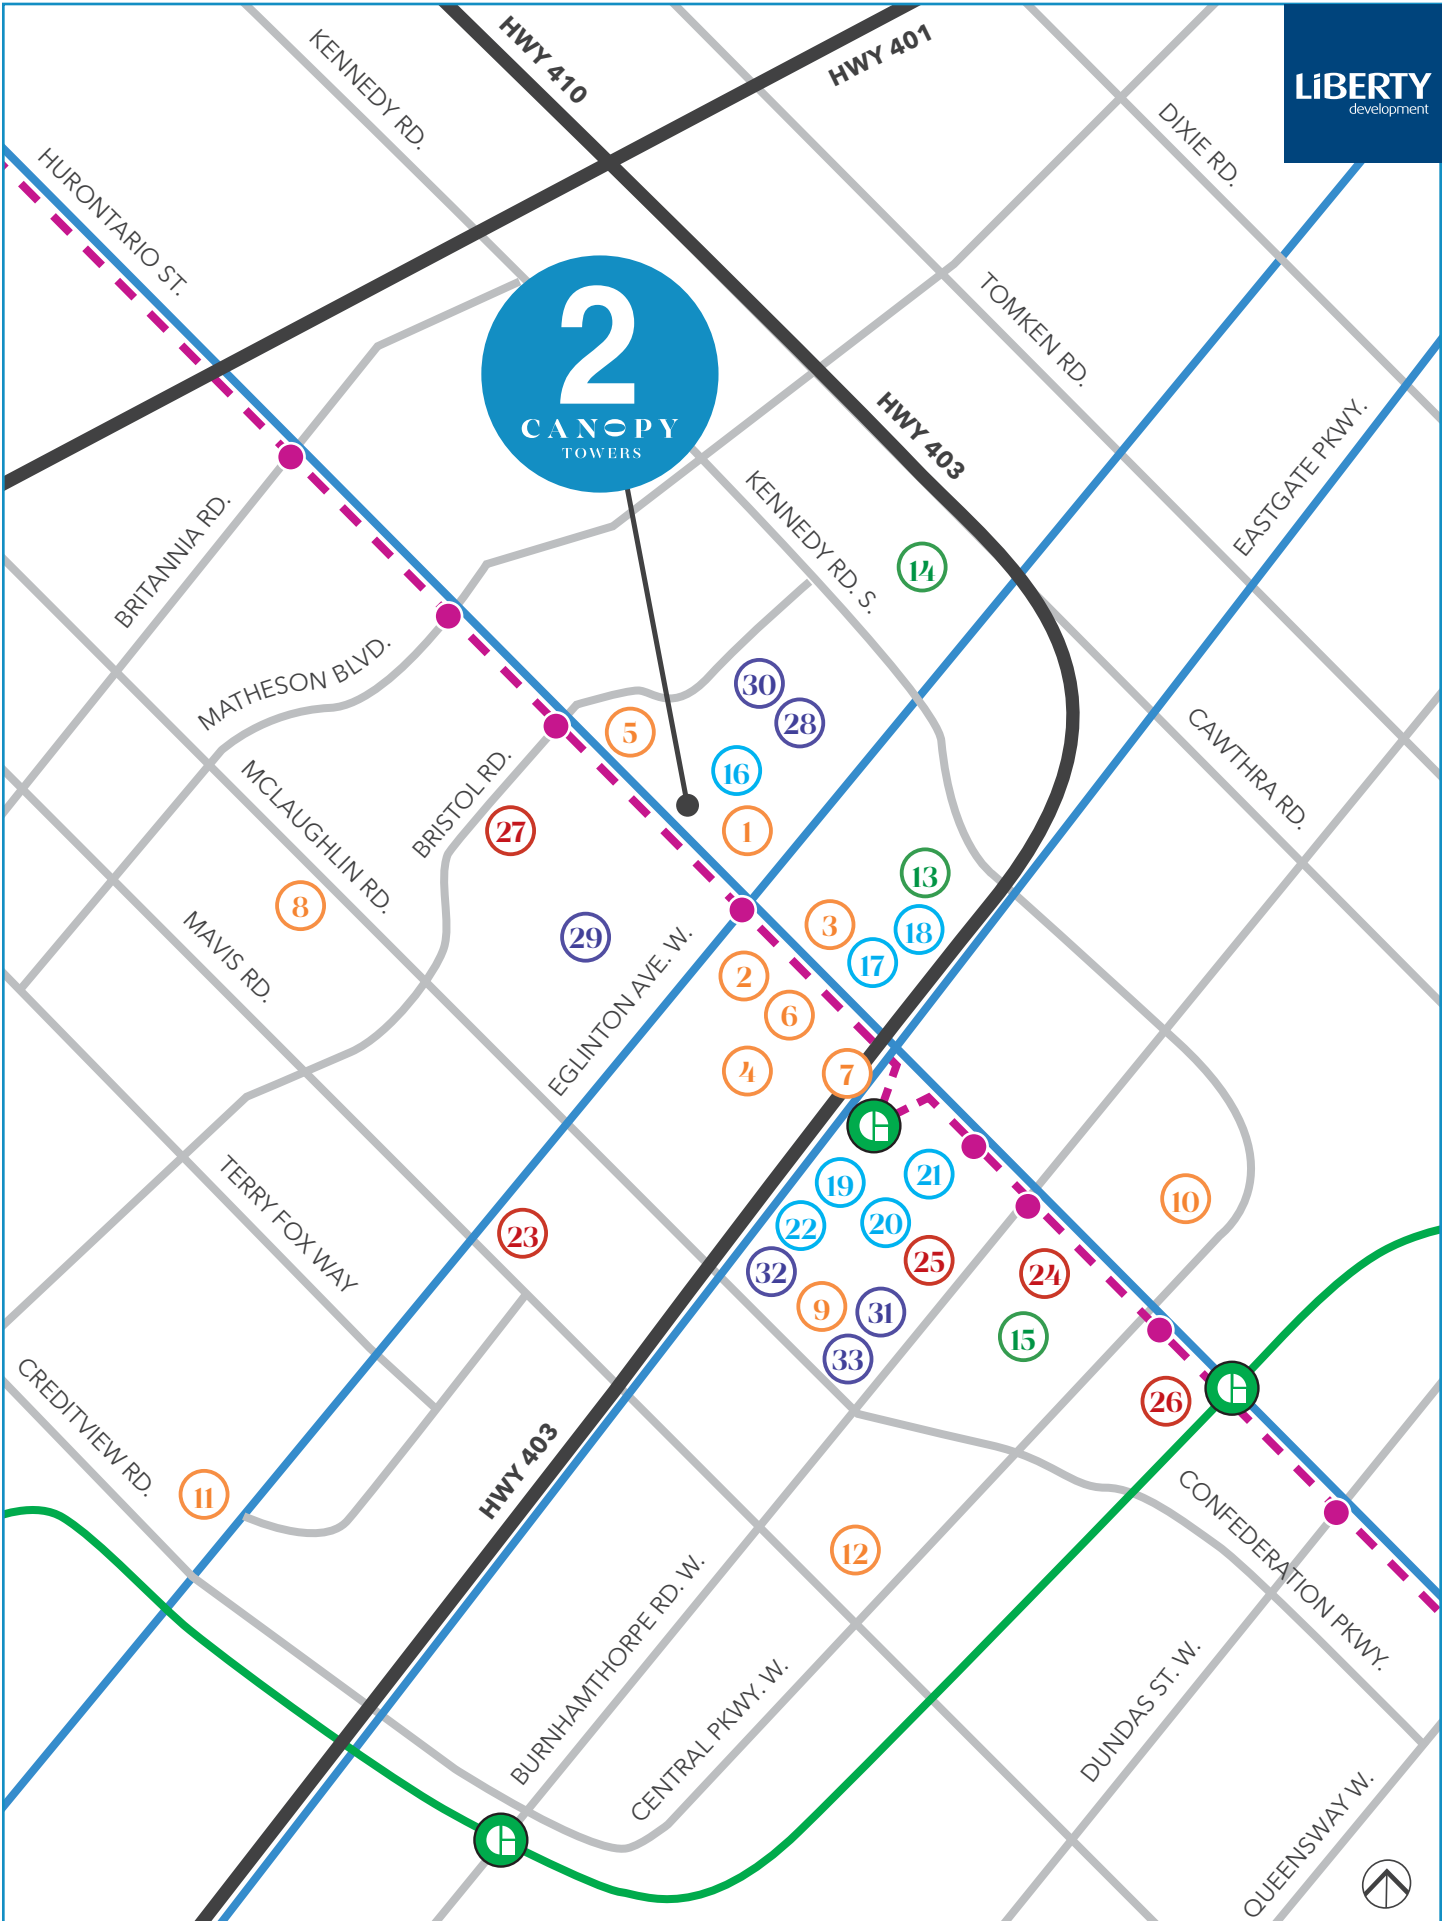 HWY 410
HWY 401
KENNEDY RD.
LiBERTY
development
DIXIE RD.
HURONTARIO ST.
2
CANOPY
TOWERS
TOMKEN RD.
HWY 403
EASTGATE PKWY.
KENNEDY RD. S.
BRITANNIA RD.
14
MATHESON BLVD.
30
28
5
16
CAWTHRA RD.
MCLAUGHLIN RD.
BRISTOL RD.
27
1
13
8
MAVIS RD.
29
3
18
17
EGLINTON AVE. W.
2
6
4
7
TERRY FOX WAY
19
21
10
23
22
20
32
25
24
9
31
15
33
26
CREDITVIEW RD.
11
HWY 403
12
CONFEDERATION PKWY.
BURNHAMTHORPE RD. W.
CENTRAL PKWY. W.
DUNDAS ST. W.
QUEENSWAY W.